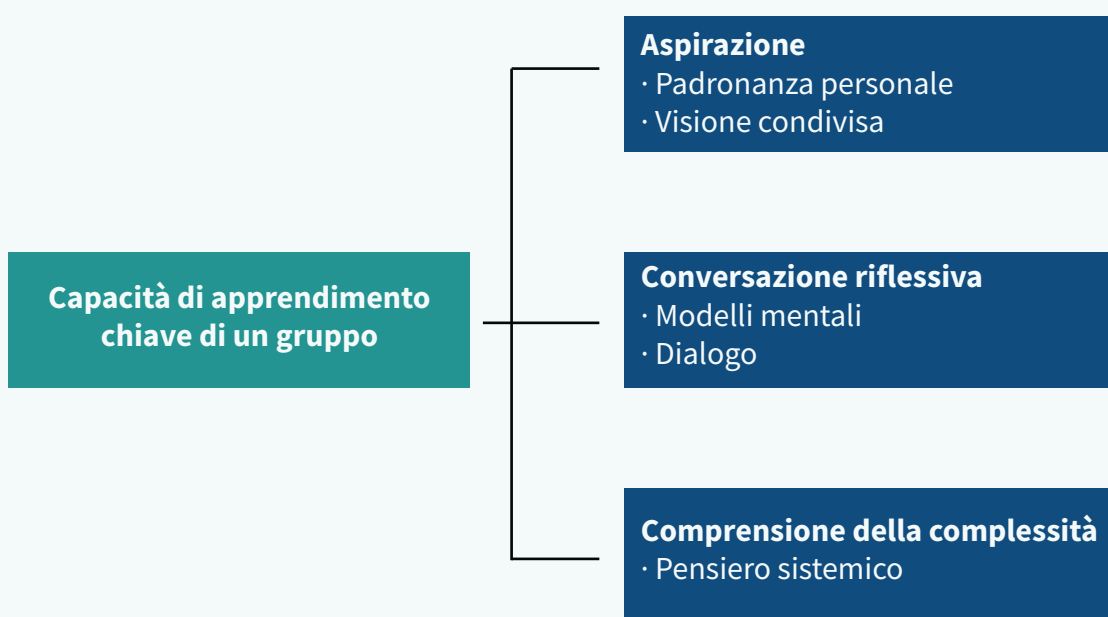 Aspirazione
· Padronanza personale
· Visione condivisa
Capacità di apprendimento
chiave di un gruppo
Conversazione riflessiva
· Modelli mentali
· Dialogo
Comprensione della complessità
· Pensiero sistemico